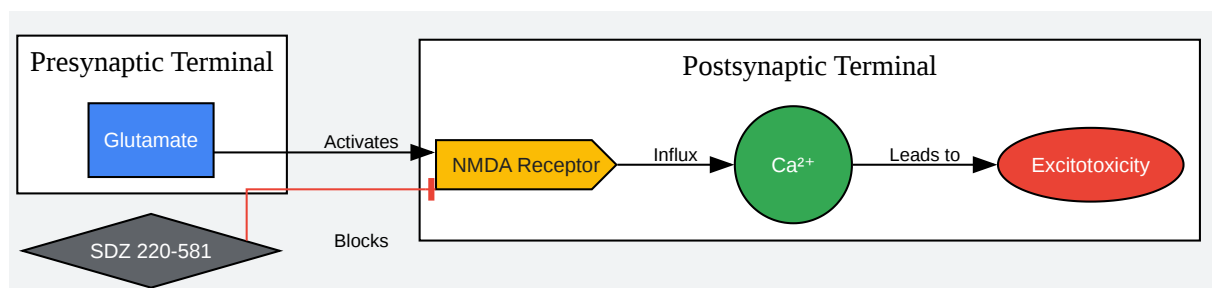 Presynaptic Terminal
Postsynaptic Terminal
Glutamate
Activates
NMDA Receptor
Influx
Ca²⁺
Leads to
Excitotoxicity
SDZ 220-581
Blocks